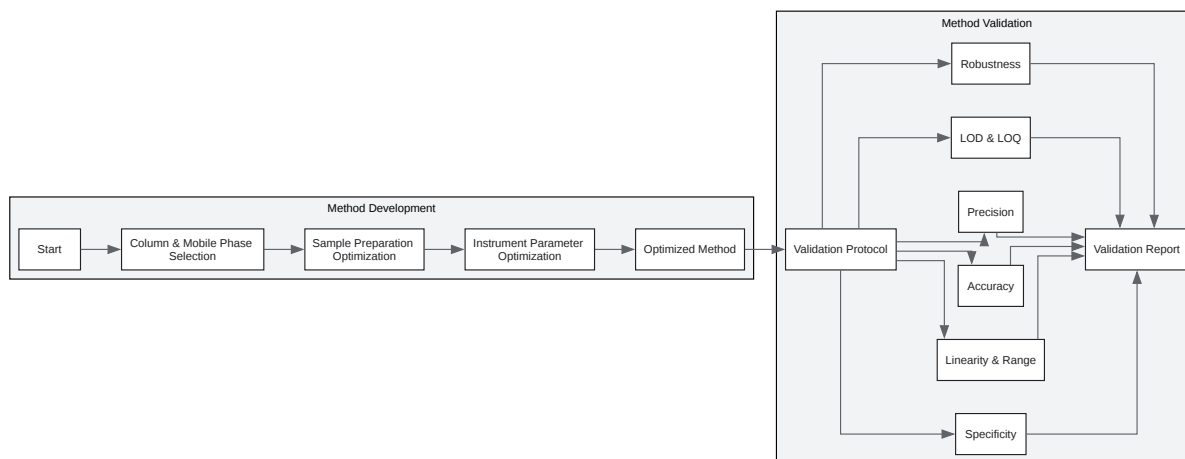 Method Development
Start
Column & Mobile Phase
Selection
Sample Preparation
Optimization
Instrument Parameter
Optimization
Optimized Method
Method Validation
Validation Protocol
Robustness
LOD & LOQ
Precision
Accuracy
Linearity & Range
Specificity
Validation Report